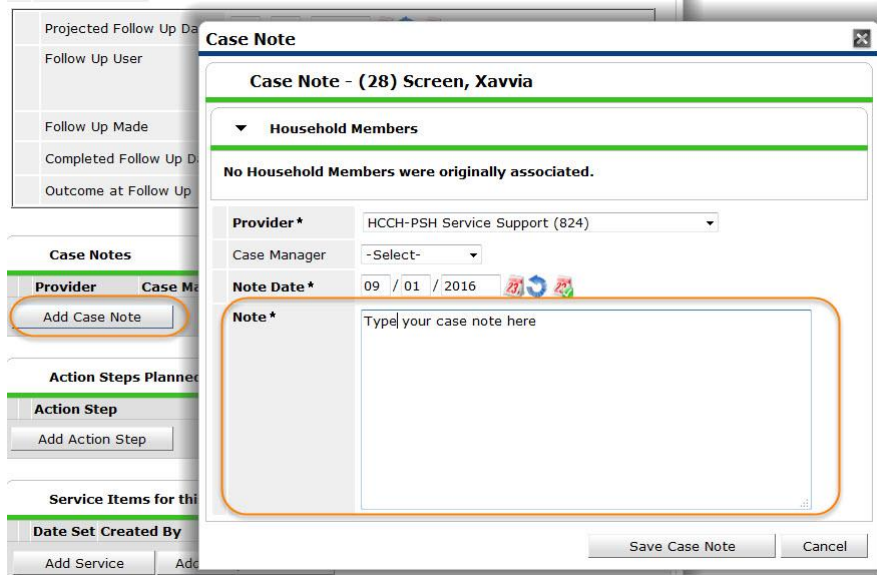 Projected Follow Up Da
Follow Up User
Follow Up Made
Completed Follow Up D
Outcome at Follow Up
Case Notes
Provider Case Ma
Add Case Note
Action Steps Planned
Action Step
Add Action Step
Service Items for thi
Date Set Created By
Add Service Add
Case Note
Case Note - (28) Screen, Xavvia
Household Members
No Household Members were originally associated.
Provider* HCCH-PSH Service Support (824)
Case Manager -Select-
Note Date* 09 / 01 / 2016
Note* Type your case note here
Save Case Note Cancel